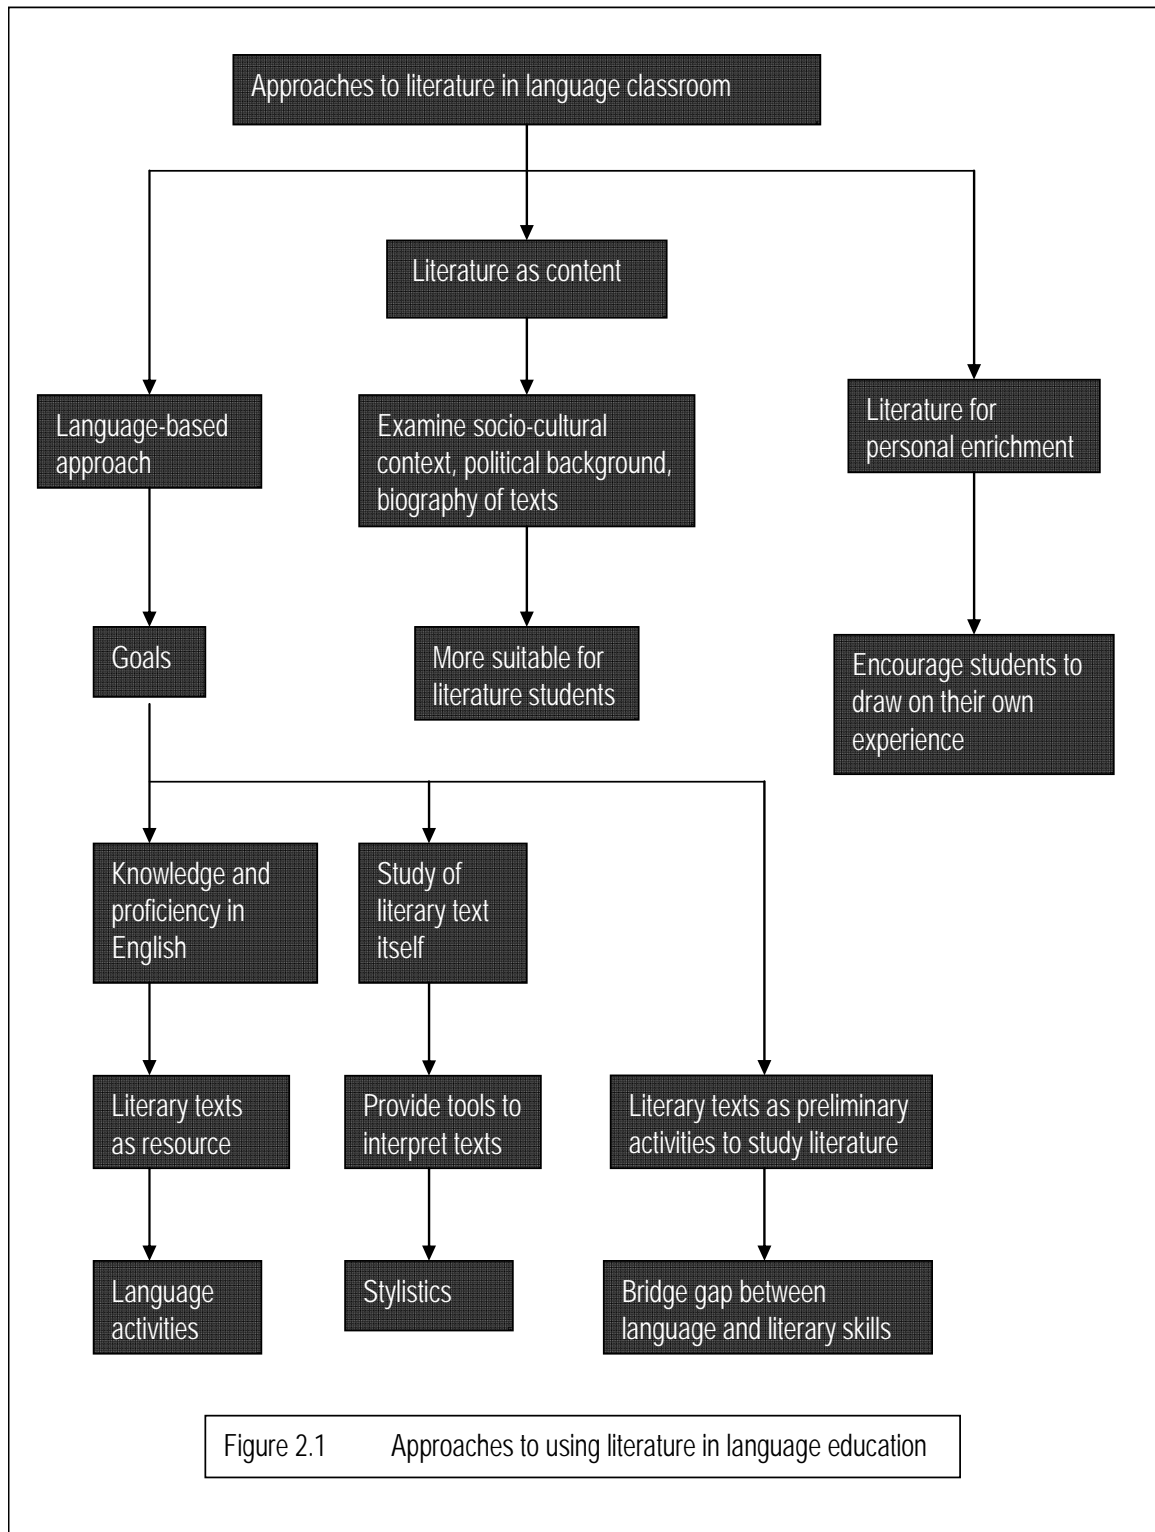 Approaches to literature in language classroom
Literature as content
Language-based
approach
Examine socio-cultural
context, political background,
biography of texts
Literature for
personal enrichment
Goals
More suitable for
literature students
Encourage students to
draw on their own
experience
Knowledge and
proficiency in
English
Study of
literary text
itself
Literary texts
as resource
Provide tools to
interpret texts
Literary texts as preliminary
activities to study literature
Language
activities
Stylistics
Bridge gap between
language and literary skills
Figure 2.1 Approaches to using literature in language education